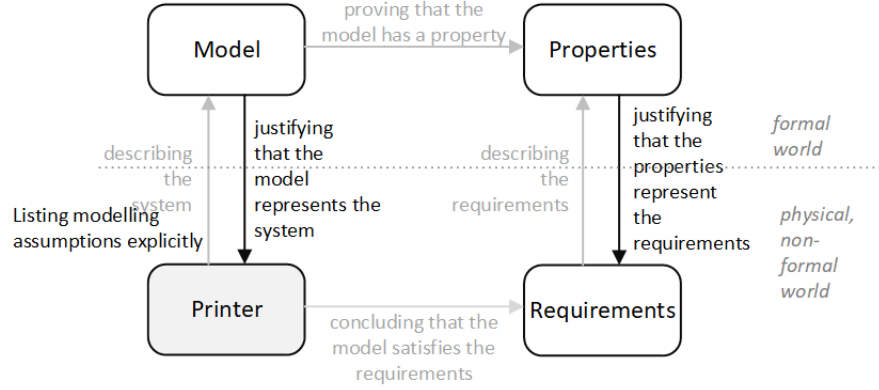 proving that the
model has a property
Model
Properties
describing
the
system
justifying
that the
model
represents the
system
describing
the
requirements
justifying
that the
properties
represent
the
requirements
formal
world
Listing modelling
assumptions explicitly
physical,
non-
formal
world
Printer
Requirements
concluding that the
model satisfies the
requirements